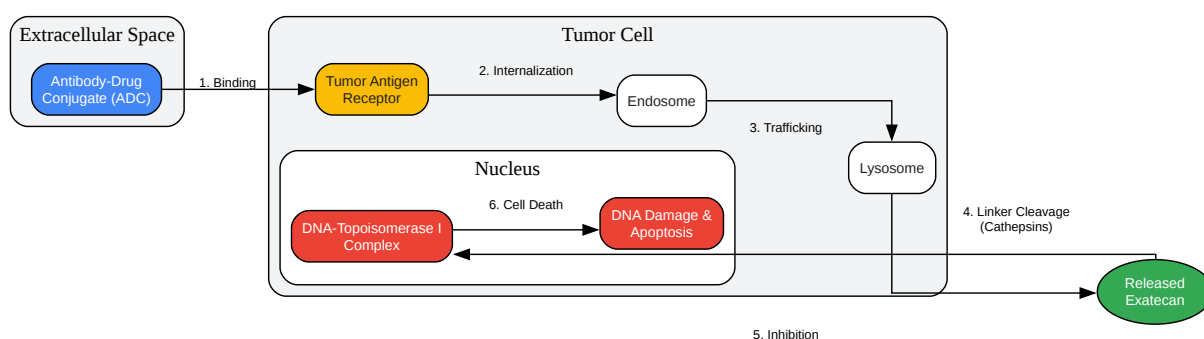 Extracellular Space
Antibody-Drug
Conjugate (ADC)
1. Binding
Tumor Cell
Tumor Antigen
Receptor
2. Internalization
Endosome
3. Trafficking
Lysosome
4. Linker Cleavage
(Cathepsins)
Released
Exatecan
5. Inhibition
Nucleus
DNA-Topoisomerase I
Complex
6. Cell Death
DNA Damage &
Apoptosis